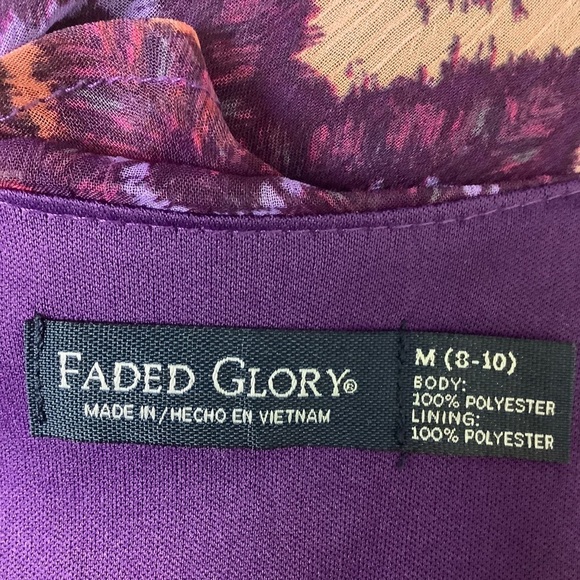 FADED GLORY®
MADE IN/HECHO EN VIETNAM
M (8-10)
BODY:
100% POLYESTER
LINING:
100% POLYESTER